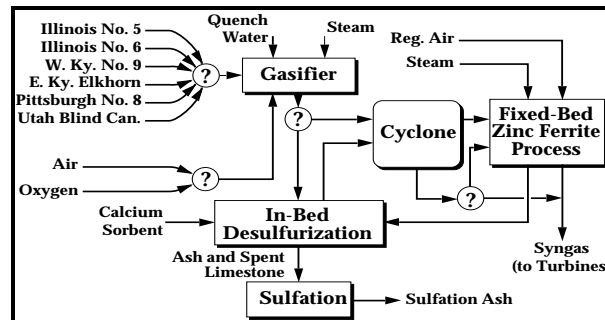 Illinois No. 5
Illinois No. 6
W. Ky. No. 9
E. Ky. Elkhorn
Pittsburgh No. 8
Utah Blind Can.
?
Quench
Water
Steam
Gasifier
?
Air
Oxygen
?
Cyclone
Reg. Air
Steam
Fixed-Bed
Zinc Ferrite
Process
?
Calcium
Sorbent
In-Bed
Desulfurization
Ash and Spent
Limestone
Syngas
(to Turbines)
Sulfation
Sulfation Ash